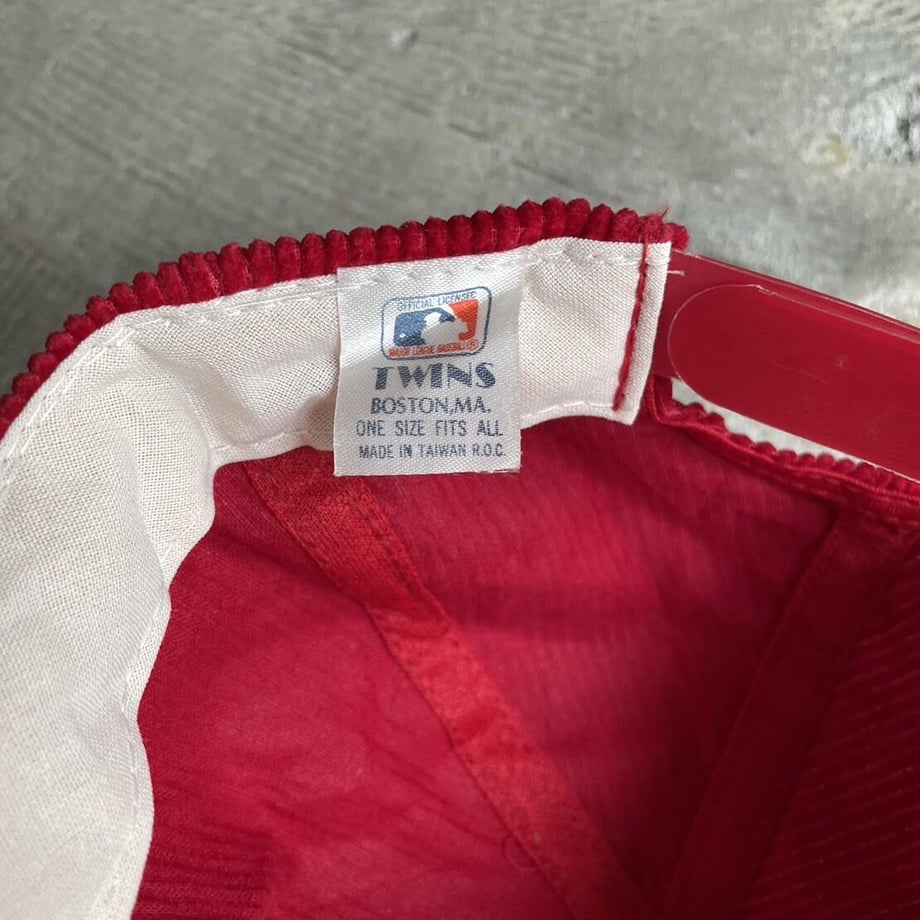 OFFICIAL LICENSEE
MAJOR LEAGUE BASEBALL
TWINS
BOSTON,MA.
ONE SIZE FITS ALL
MADE IN TAIWAN R.O.C.